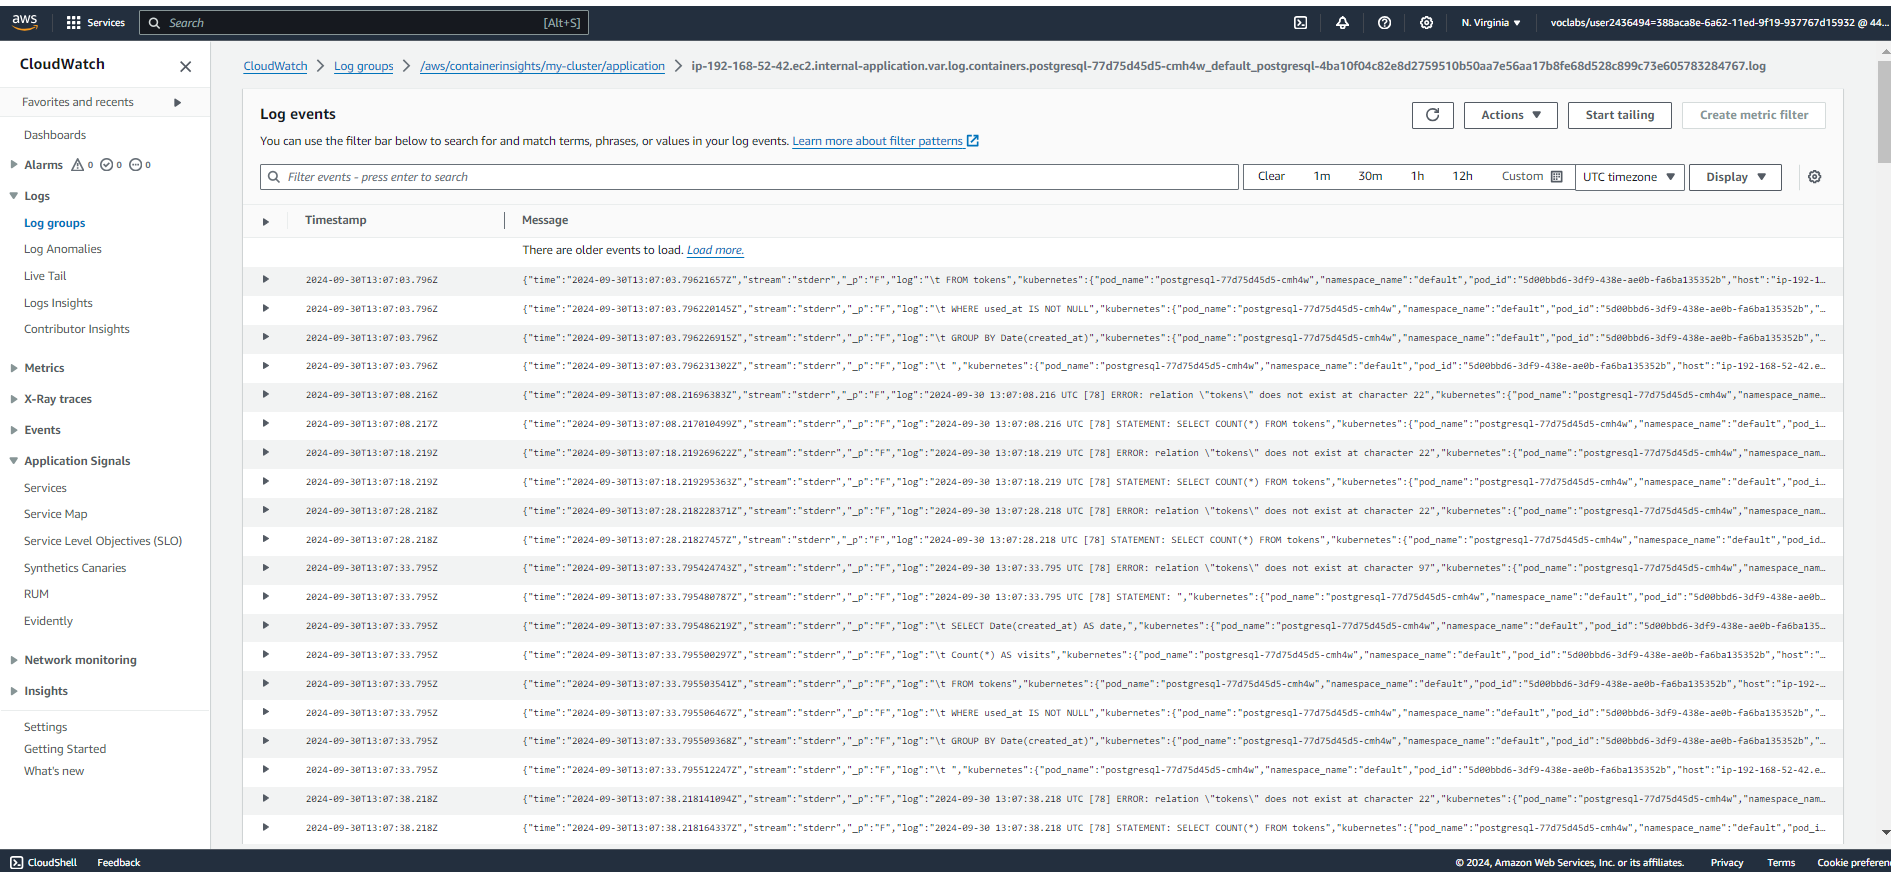 aws Services Search [Alt+S] N. Virginia voclabs/user2436494=388aca8e-6a62-11ed-9f19-937767d15932 @ 44...
CloudWatch
Favorites and recents
Dashboards
Alarms 0 0 0
Logs
Log groups
Log Anomalies
Live Tail
Logs Insights
Contributor Insights
Metrics
X-Ray traces
Events
Application Signals
Services
Service Map
Service Level Objectives (SLO)
Synthetics Canaries
RUM
Evidently
Network monitoring
Insights
Settings
Getting Started
What's new
CloudWatch Log groups /aws/containerinsights/my-cluster/application ip-192-168-52-42.ec2.internal-application.var.log.containers.postgresql-77d75d45d5-cmh4w_default_postgresql-4ba10f04c82e8d2759510b50aa7e56aa17b8fe68d528c899c73e605783284767.log
Log events
Actions Start tailing Create metric filter
You can use the filter bar below to search for and match terms, phrases, or values in your log events. Learn more about filter patterns
Filter events - press enter to search Clear 1m 30m 1h 12h Custom UTC timezone Display
Timestamp Message
There are older events to load. Load more.
2024-09-30T13:07:03.796Z {"time":"2024-09-30T13:07:03.79621657Z","stream":"stderr","_p":"F","log":"\t FROM tokens","kubernetes":{"pod_name":"postgresql-77d75d45d5-cmh4w","namespace_name":"default","pod_id":"5d00bbd6-3df9-438e-ae0b-fa6ba135352b","host":"ip-192-1...
2024-09-30T13:07:03.796Z {"time":"2024-09-30T13:07:03.796220145Z","stream":"stderr","_p":"F","log":"\t WHERE used_at IS NOT NULL","kubernetes":{"pod_name":"postgresql-77d75d45d5-cmh4w","namespace_name":"default","pod_id":"5d00bbd6-3df9-438e-ae0b-fa6ba135352b","...
2024-09-30T13:07:03.796Z {"time":"2024-09-30T13:07:03.796226915Z","stream":"stderr","_p":"F","log":"\t GROUP BY Date(created_at)","kubernetes":{"pod_name":"postgresql-77d75d45d5-cmh4w","namespace_name":"default","pod_id":"5d00bbd6-3df9-438e-ae0b-fa6ba135352b","...
2024-09-30T13:07:03.796Z {"time":"2024-09-30T13:07:03.796231302Z","stream":"stderr","_p":"F","log":"\t ","kubernetes":{"pod_name":"postgresql-77d75d45d5-cmh4w","namespace_name":"default","pod_id":"5d00bbd6-3df9-438e-ae0b-fa6ba135352b","host":"ip-192-168-52-42.e...
2024-09-30T13:07:08.216Z {"time":"2024-09-30T13:07:08.21696383Z","stream":"stderr","_p":"F","log":"2024-09-30 13:07:08.216 UTC [78] ERROR: relation \"tokens\" does not exist at character 22","kubernetes":{"pod_name":"postgresql-77d75d45d5-cmh4w","namespace_name...
2024-09-30T13:07:08.217Z {"time":"2024-09-30T13:07:08.217010499Z","stream":"stderr","_p":"F","log":"2024-09-30 13:07:08.216 UTC [78] STATEMENT: SELECT COUNT(*) FROM tokens","kubernetes":{"pod_name":"postgresql-77d75d45d5-cmh4w","namespace_name":"default","pod_i...
2024-09-30T13:07:18.219Z {"time":"2024-09-30T13:07:18.219269622Z","stream":"stderr","_p":"F","log":"2024-09-30 13:07:18.219 UTC [78] ERROR: relation \"tokens\" does not exist at character 22","kubernetes":{"pod_name":"postgresql-77d75d45d5-cmh4w","namespace_nam...
2024-09-30T13:07:18.219Z {"time":"2024-09-30T13:07:18.219295363Z","stream":"stderr","_p":"F","log":"2024-09-30 13:07:18.219 UTC [78] STATEMENT: SELECT COUNT(*) FROM tokens","kubernetes":{"pod_name":"postgresql-77d75d45d5-cmh4w","namespace_name":"default","pod_i...
2024-09-30T13:07:28.218Z {"time":"2024-09-30T13:07:28.218228371Z","stream":"stderr","_p":"F","log":"2024-09-30 13:07:28.218 UTC [78] ERROR: relation \"tokens\" does not exist at character 22","kubernetes":{"pod_name":"postgresql-77d75d45d5-cmh4w","namespace_nam...
2024-09-30T13:07:28.218Z {"time":"2024-09-30T13:07:28.21827457Z","stream":"stderr","_p":"F","log":"2024-09-30 13:07:28.218 UTC [78] STATEMENT: SELECT COUNT(*) FROM tokens","kubernetes":{"pod_name":"postgresql-77d75d45d5-cmh4w","namespace_name":"default","pod_id...
2024-09-30T13:07:33.795Z {"time":"2024-09-30T13:07:33.795424743Z","stream":"stderr","_p":"F","log":"2024-09-30 13:07:33.795 UTC [78] ERROR: relation \"tokens\" does not exist at character 97","kubernetes":{"pod_name":"postgresql-77d75d45d5-cmh4w","namespace_nam...
2024-09-30T13:07:33.795Z {"time":"2024-09-30T13:07:33.795480787Z","stream":"stderr","_p":"F","log":"2024-09-30 13:07:33.795 UTC [78] STATEMENT: ","kubernetes":{"pod_name":"postgresql-77d75d45d5-cmh4w","namespace_name":"default","pod_id":"5d00bbd6-3df9-438e-ae0b...
2024-09-30T13:07:33.795Z {"time":"2024-09-30T13:07:33.795486219Z","stream":"stderr","_p":"F","log":"\t SELECT Date(created_at) AS date,","kubernetes":{"pod_name":"postgresql-77d75d45d5-cmh4w","namespace_name":"default","pod_id":"5d00bbd6-3df9-438e-ae0b-fa6ba135...
2024-09-30T13:07:33.795Z {"time":"2024-09-30T13:07:33.795500297Z","stream":"stderr","_p":"F","log":"\t Count(*) AS visits","kubernetes":{"pod_name":"postgresql-77d75d45d5-cmh4w","namespace_name":"default","pod_id":"5d00bbd6-3df9-438e-ae0b-fa6ba135352b","host":"...
2024-09-30T13:07:33.795Z {"time":"2024-09-30T13:07:33.795503541Z","stream":"stderr","_p":"F","log":"\t FROM tokens","kubernetes":{"pod_name":"postgresql-77d75d45d5-cmh4w","namespace_name":"default","pod_id":"5d00bbd6-3df9-438e-ae0b-fa6ba135352b","host":"ip-192-...
2024-09-30T13:07:33.795Z {"time":"2024-09-30T13:07:33.795506467Z","stream":"stderr","_p":"F","log":"\t WHERE used_at IS NOT NULL","kubernetes":{"pod_name":"postgresql-77d75d45d5-cmh4w","namespace_name":"default","pod_id":"5d00bbd6-3df9-438e-ae0b-fa6ba135352b","...
2024-09-30T13:07:33.795Z {"time":"2024-09-30T13:07:33.795509368Z","stream":"stderr","_p":"F","log":"\t GROUP BY Date(created_at)","kubernetes":{"pod_name":"postgresql-77d75d45d5-cmh4w","namespace_name":"default","pod_id":"5d00bbd6-3df9-438e-ae0b-fa6ba135352b","...
2024-09-30T13:07:33.795Z {"time":"2024-09-30T13:07:33.795512247Z","stream":"stderr","_p":"F","log":"\t ","kubernetes":{"pod_name":"postgresql-77d75d45d5-cmh4w","namespace_name":"default","pod_id":"5d00bbd6-3df9-438e-ae0b-fa6ba135352b","host":"ip-192-168-52-42.e...
2024-09-30T13:07:38.218Z {"time":"2024-09-30T13:07:38.218141094Z","stream":"stderr","_p":"F","log":"2024-09-30 13:07:38.218 UTC [78] ERROR: relation \"tokens\" does not exist at character 22","kubernetes":{"pod_name":"postgresql-77d75d45d5-cmh4w","namespace_nam...
2024-09-30T13:07:38.218Z {"time":"2024-09-30T13:07:38.218164337Z","stream":"stderr","_p":"F","log":"2024-09-30 13:07:38.218 UTC [78] STATEMENT: SELECT COUNT(*) FROM tokens","kubernetes":{"pod_name":"postgresql-77d75d45d5-cmh4w","namespace_name":"default","pod_i...
CloudShell Feedback © 2024, Amazon Web Services, Inc. or its affiliates. Privacy Terms Cookie preferen